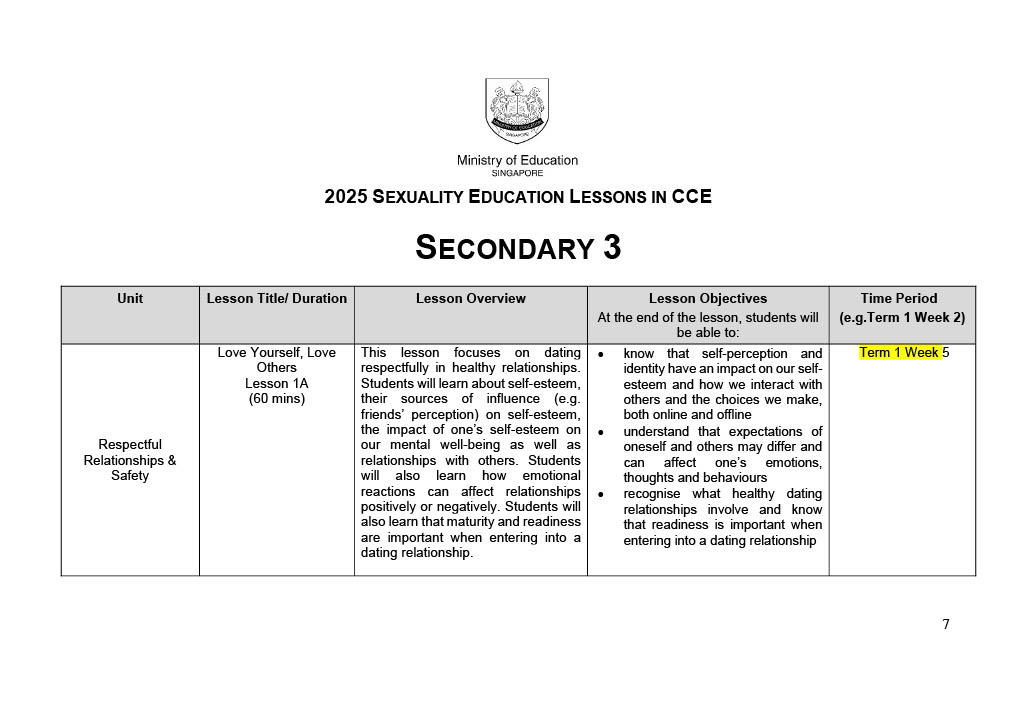 MINISTRY OF EDUCATION
SINGAPORE
Ministry of Education
SINGAPORE
2025 SEXUALITY EDUCATION LESSONS IN CCE
SECONDARY 3
Unit
Lesson Title/ Duration
Lesson Overview
Lesson Objectives
At the end of the lesson, students will
be able to:
Time Period
(e.g.Term 1 Week 2)
Respectful
Relationships &
Safety
Love Yourself, Love
Others
Lesson 1A
(60 mins)
This lesson focuses on dating
respectfully in healthy relationships.
Students will learn about self-esteem,
their sources of influence (e.g.
friends’ perception) on self-esteem,
the impact of one’s self-esteem on
our mental well-being as well as
relationships with others. Students
will also learn how emotional
reactions can affect relationships
positively or negatively. Students will
also learn that maturity and readiness
are important when entering into a
dating relationship.
• know that self-perception and
identity have an impact on our self-
esteem and how we interact with
others and the choices we make,
both online and offline
• understand that expectations of
oneself and others may differ and
can affect one’s emotions,
thoughts and behaviours
• recognise what healthy dating
relationships involve and know
that readiness is important when
entering into a dating relationship
Term 1 Week 5
7